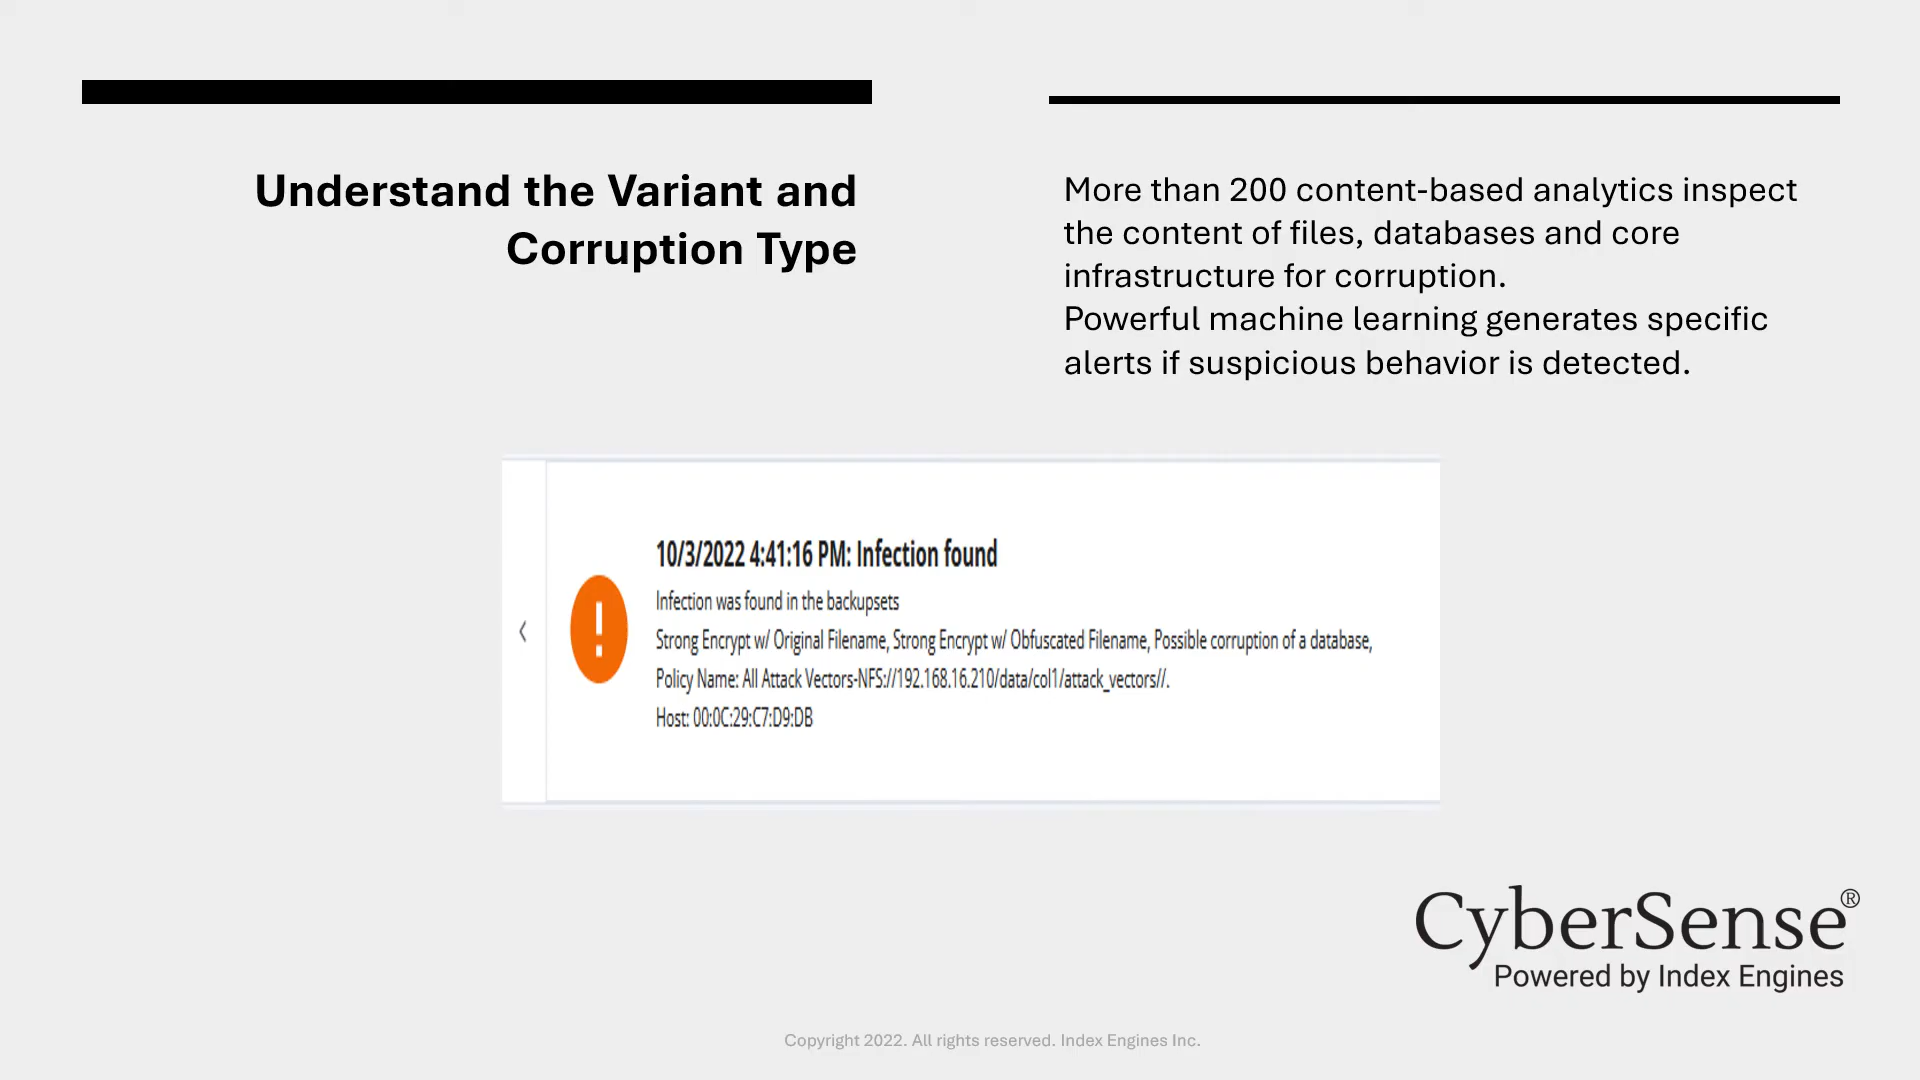 Understand the Variant and
Corruption Type
More than 200 content-based analytics inspect
the content of files, databases and core
infrastructure for corruption.
Powerful machine learning generates specific
alerts if suspicious behavior is detected.
10/3/2022 4:41:16 PM: Infection found
Infection was found in the backupsets
Strong Encrypt w/ Original Filename, Strong Encrypt w/ Obfuscated Filename, Possible corruption of a database,
Policy Name: All Attack Vectors-NFS://192.168.16.210/data/col1/attack_vectors//.
Host: 00:0C:29:C7:D9:DB
CyberSense®
Powered by Index Engines
Copyright 2022. All rights reserved. Index Engines Inc.